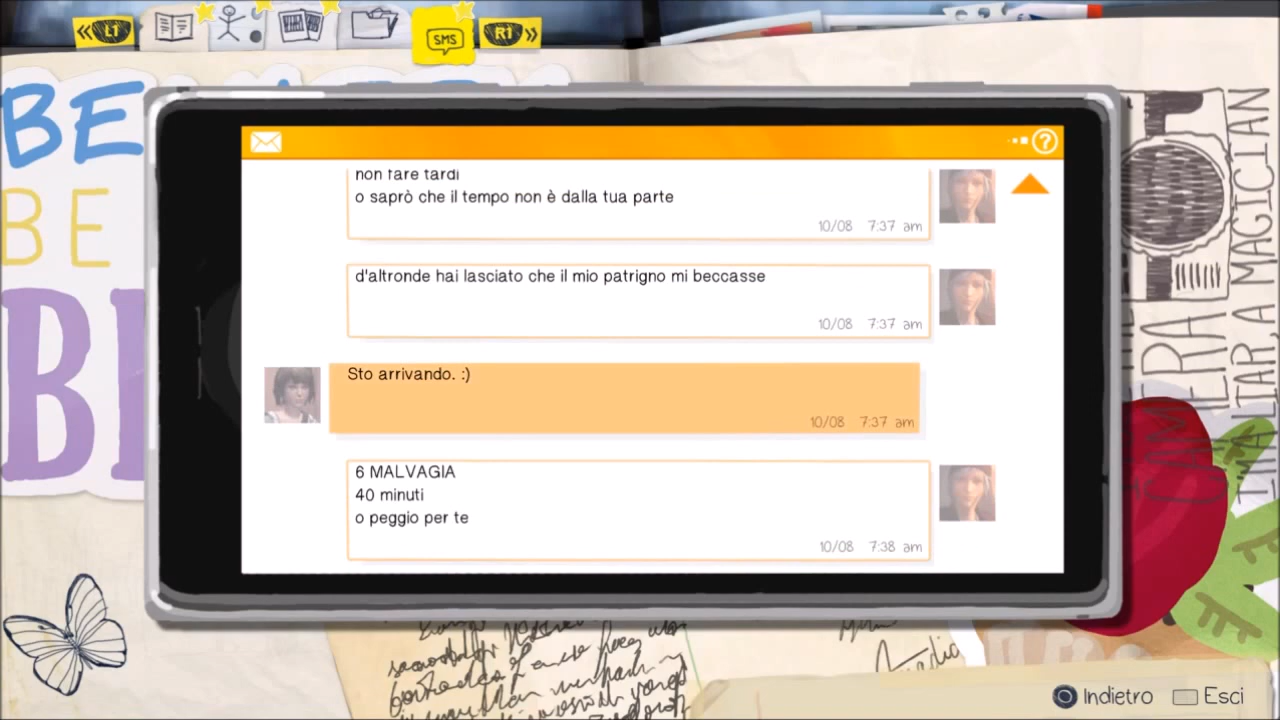 L1
SMS
R1
non fare tardi
o saprò che il tempo non è dalla tua parte
10/08 7:37 am
d'altronde hai lasciato che il mio patrigno mi beccasse
10/08 7:37 am
Sto arrivando. :)
10/08 7:37 am
6 MALVAGIA
40 minuti
o peggio per te
10/08 7:38 am
BE
BE
MAGICIAN
Indietro
Esci